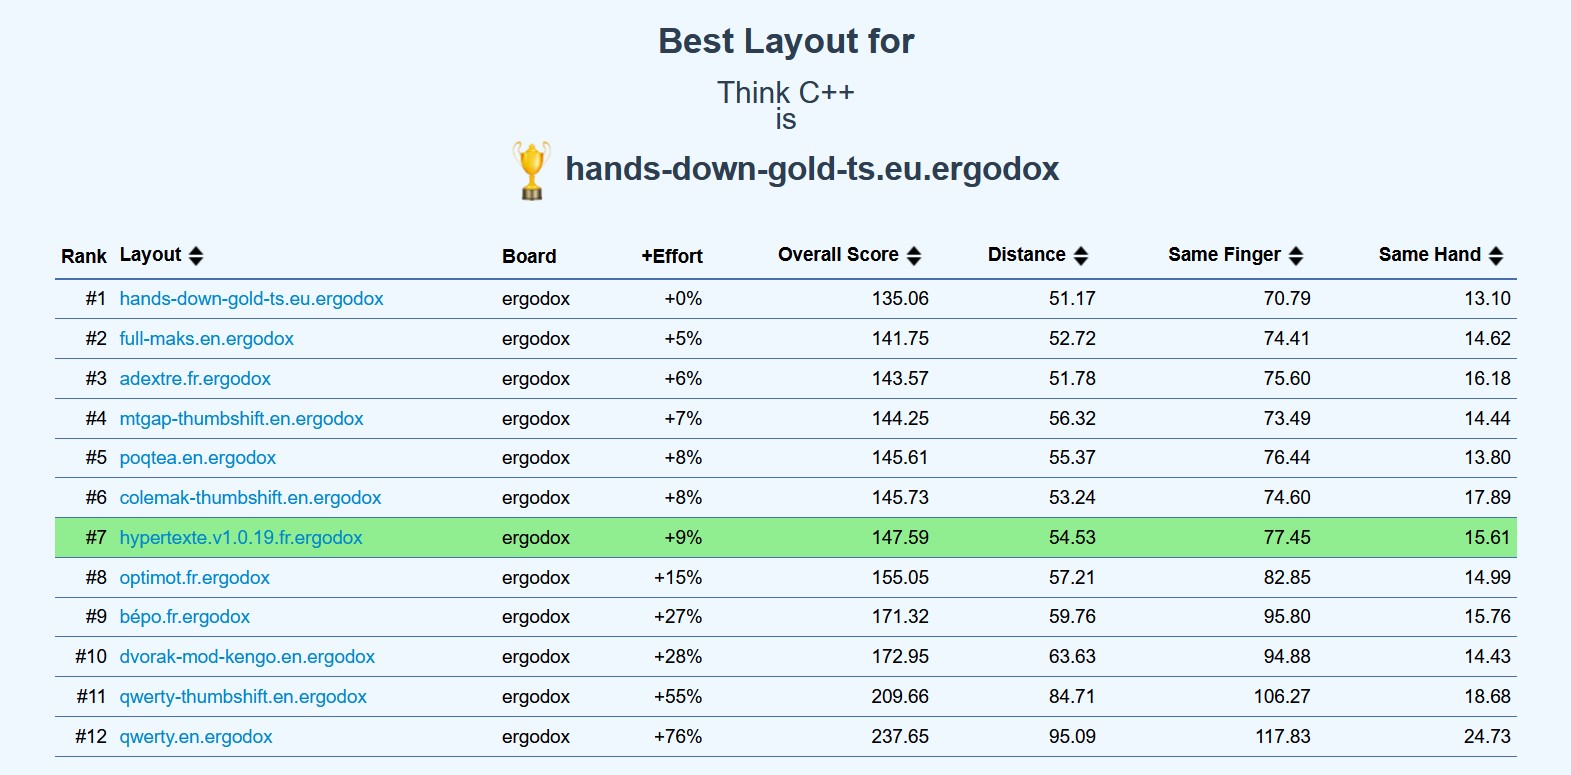 Best Layout for
Think C++
is
hands-down-gold-ts.eu.ergodox
Rank Layout Board +Effort Overall Score Distance Same Finger Same Hand
#1 hands-down-gold-ts.eu.ergodox ergodox +0% 135.06 51.17 70.79 13.10
#2 full-maks.en.ergodox ergodox +5% 141.75 52.72 74.41 14.62
#3 adextre.fr.ergodox ergodox +6% 143.57 51.78 75.60 16.18
#4 mtgap-thumbshift.en.ergodox ergodox +7% 144.25 56.32 73.49 14.44
#5 poqtea.en.ergodox ergodox +8% 145.61 55.37 76.44 13.80
#6 colemak-thumbshift.en.ergodox ergodox +8% 145.73 53.24 74.60 17.89
#7 hypertexte.v1.0.19.fr.ergodox ergodox +9% 147.59 54.53 77.45 15.61
#8 optimot.fr.ergodox ergodox +15% 155.05 57.21 82.85 14.99
#9 bépo.fr.ergodox ergodox +27% 171.32 59.76 95.80 15.76
#10 dvorak-mod-kengo.en.ergodox ergodox +28% 172.95 63.63 94.88 14.43
#11 qwerty-thumbshift.en.ergodox ergodox +55% 209.66 84.71 106.27 18.68
#12 qwerty.en.ergodox ergodox +76% 237.65 95.09 117.83 24.73